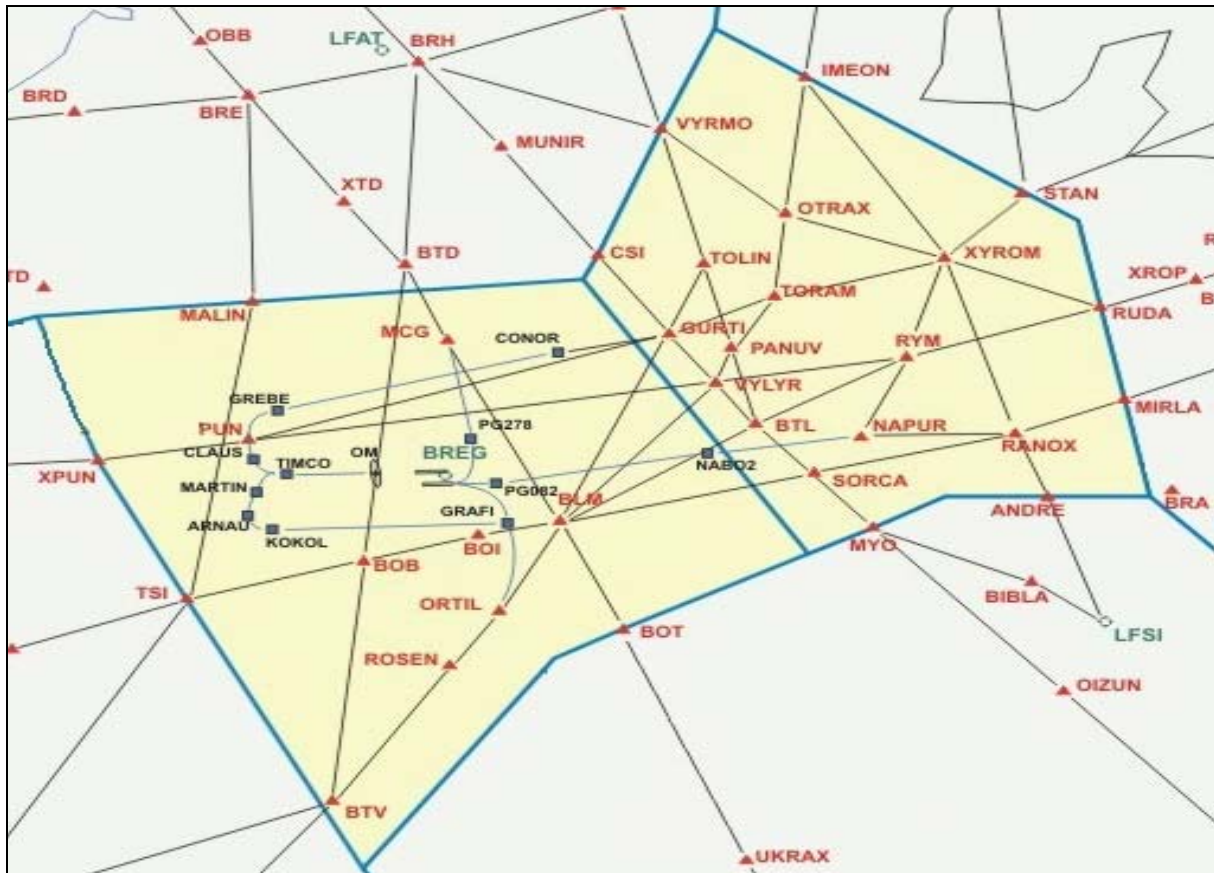 OBB
LFAT
BRH
IMEON
BRD
BRE
VYRMO
MUNIR
XTD
STAN
OTRAX
BTD
CSI
TOLIN
XYROM
R
TD
XROP
TORAM
B
MALIN
RUDA
MCG
CONOR
GURTI
PANUV
RYM
VYLYR
GREBE
MIRLA
PUN
PG278
BTL
NAPUR
RANOX
CLAUS
OM
BREG
XPUN
TIMCO
NABO2
MARTIN
PG082
SORCA
BLM
BRA
ARNAU
GRAFI
ANDRE
KOKOL
BOI
MYO
BOB
TSI
BIBLA
ORTIL
BOT
LFSI
ROSEN
OIZUN
BTV
UKRAX